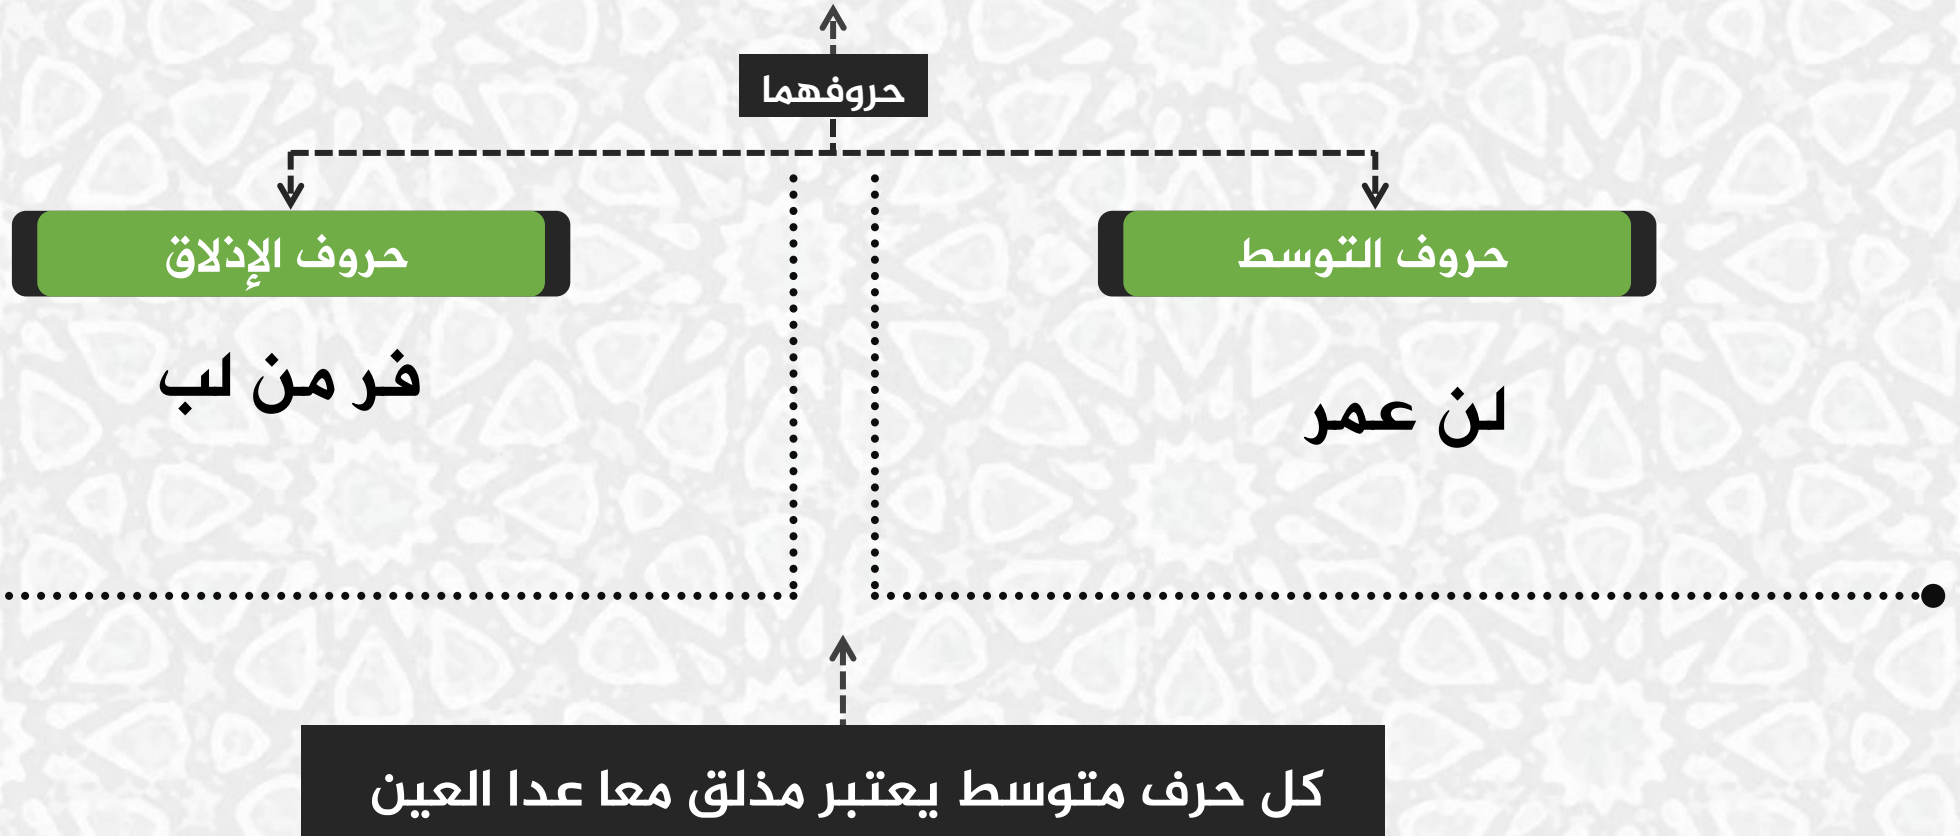 حروفهما
حروف التوسط
لن عمر
حروف الإذلاق
فر من لب
كل حرف متوسط يعتبر مذلق معا عدا العين